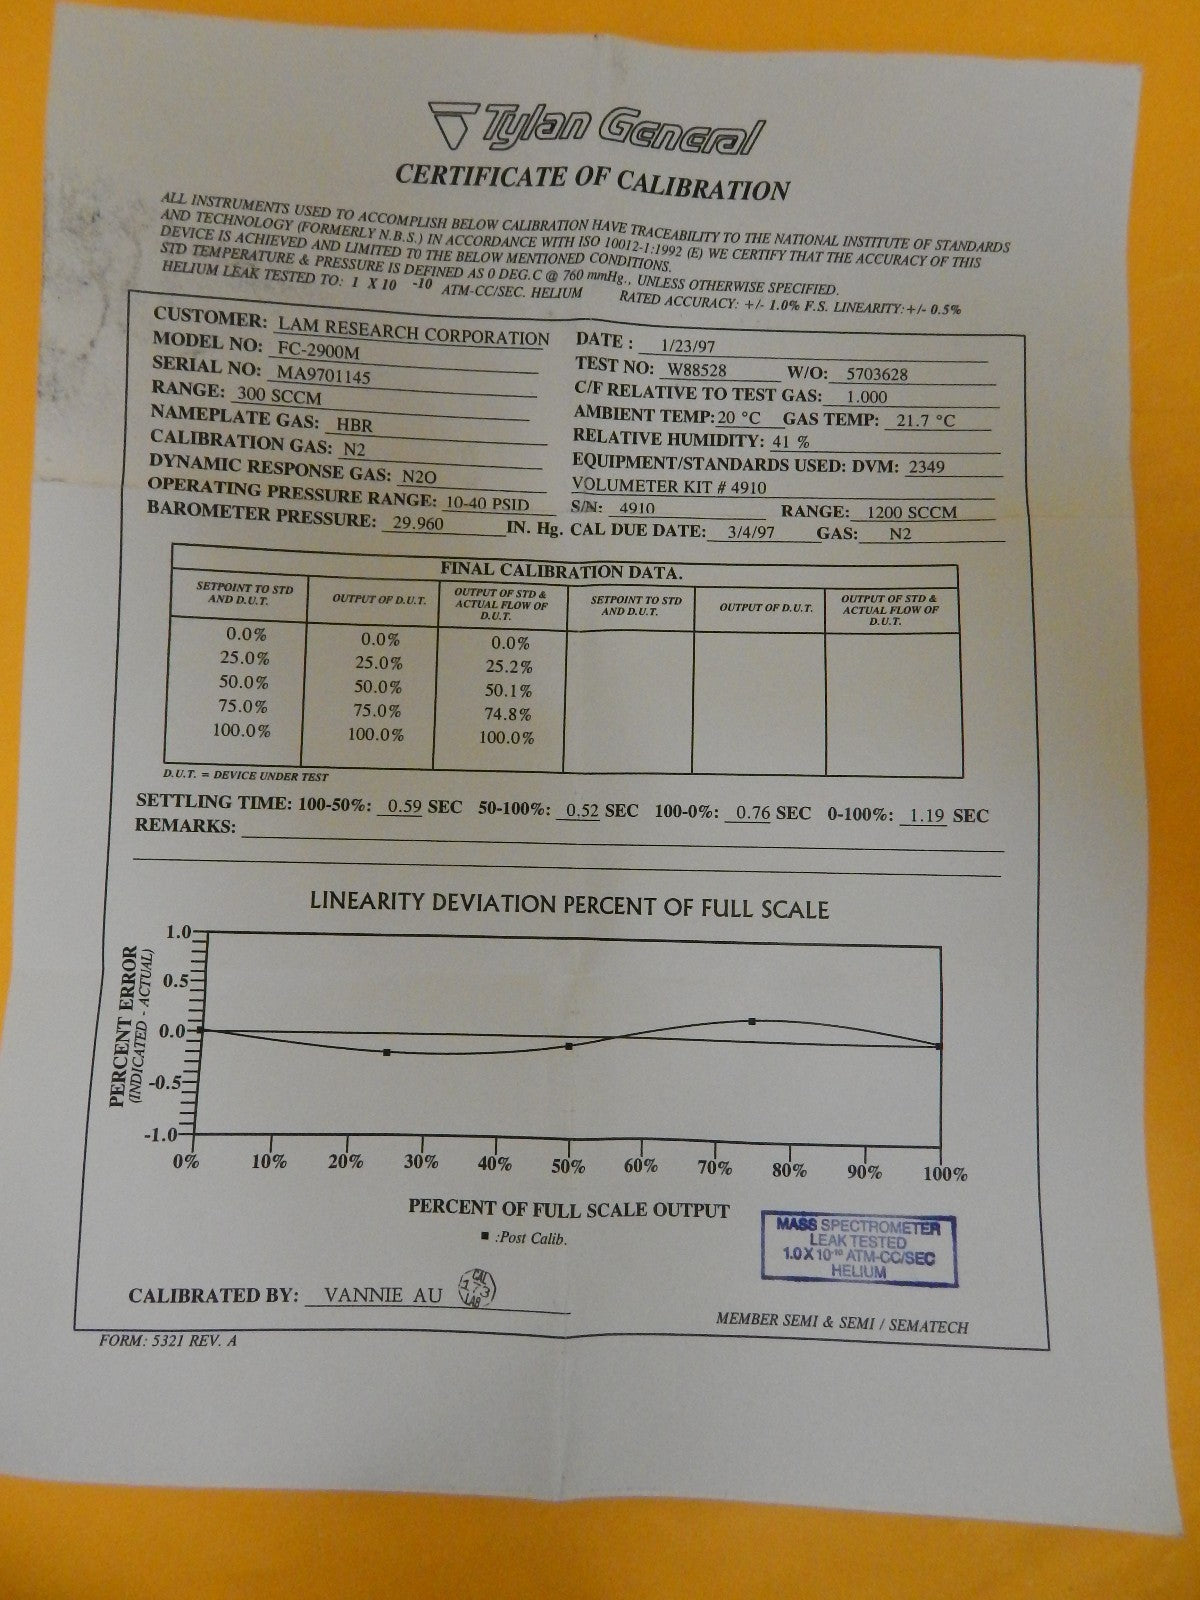 Tylan General
CERTIFICATE OF CALIBRATION
ALL INSTRUMENTS USED TO ACCOMPLISH BELOW CALIBRATION HAVE TRACEABILITY TO THE NATIONAL INSTITUTE OF STANDARDS
AND TECHNOLOGY (FORMERLY N.B.S.) IN ACCORDANCE WITH ISO 10012-1:1992 (E) WE CERTIFY THAT THE ACCURACY OF THIS
DEVICE IS ACHIEVED AND LIMITED TO THE BELOW MENTIONED CONDITIONS.
STD TEMPERATURE & PRESSURE IS DEFINED AS 0 DEG.C @ 760 mmHg., UNLESS OTHERWISE SPECIFIED.
HELIUM LEAK TESTED TO: 1 X 10 -10 ATM-CC/SEC. HELIUM RATED ACCURACY: +/- 1.0% F.S. LINEARITY:+/- 0.5%
CUSTOMER: LAM RESEARCH CORPORATION
MODEL NO: FC-2900M
SERIAL NO: MA9701145
RANGE: 300 SCCM
NAMEPLATE GAS: HBR
CALIBRATION GAS: N2
DYNAMIC RESPONSE GAS: N2O
OPERATING PRESSURE RANGE: 10-40 PSID
BAROMETER PRESSURE: 29.960 IN. Hg.
DATE : 1/23/97
TEST NO: W88528 W/O: 5703628
C/F RELATIVE TO TEST GAS: 1.000
AMBIENT TEMP: 20 °C GAS TEMP: 21.7 °C
RELATIVE HUMIDITY: 41 %
EQUIPMENT/STANDARDS USED: DVM: 2349
VOLUMETER KIT # 4910
S/N: 4910 RANGE: 1200 SCCM
CAL DUE DATE: 3/4/97 GAS: N2
FINAL CALIBRATION DATA.
SETPOINT TO STD AND D.U.T. OUTPUT OF D.U.T. OUTPUT OF STD & ACTUAL FLOW OF D.U.T. SETPOINT TO STD AND D.U.T. OUTPUT OF D.U.T. OUTPUT OF STD & ACTUAL FLOW OF D.U.T.
0.0% 0.0% 0.0%
25.0% 25.0% 25.2%
50.0% 50.0% 50.1%
75.0% 75.0% 74.8%
100.0% 100.0% 100.0%
D.U.T. = DEVICE UNDER TEST
SETTLING TIME: 100-50%: 0.59 SEC 50-100%: 0.52 SEC 100-0%: 0.76 SEC 0-100%: 1.19 SEC
REMARKS:
LINEARITY DEVIATION PERCENT OF FULL SCALE
PERCENT ERROR
(INDICATED - ACTUAL)
1.0
0.5
0.0
-0.5
-1.0
0% 10% 20% 30% 40% 50% 60% 70% 80% 90% 100%
PERCENT OF FULL SCALE OUTPUT
:Post Calib.
MASS SPECTROMETER
LEAK TESTED
1.0 X 10⁻¹⁰ ATM-CC/SEC
HELIUM
CALIBRATED BY: VANNIE AU
CAL
173
LAB
MEMBER SEMI & SEMI / SEMATECH
FORM: 5321 REV. A